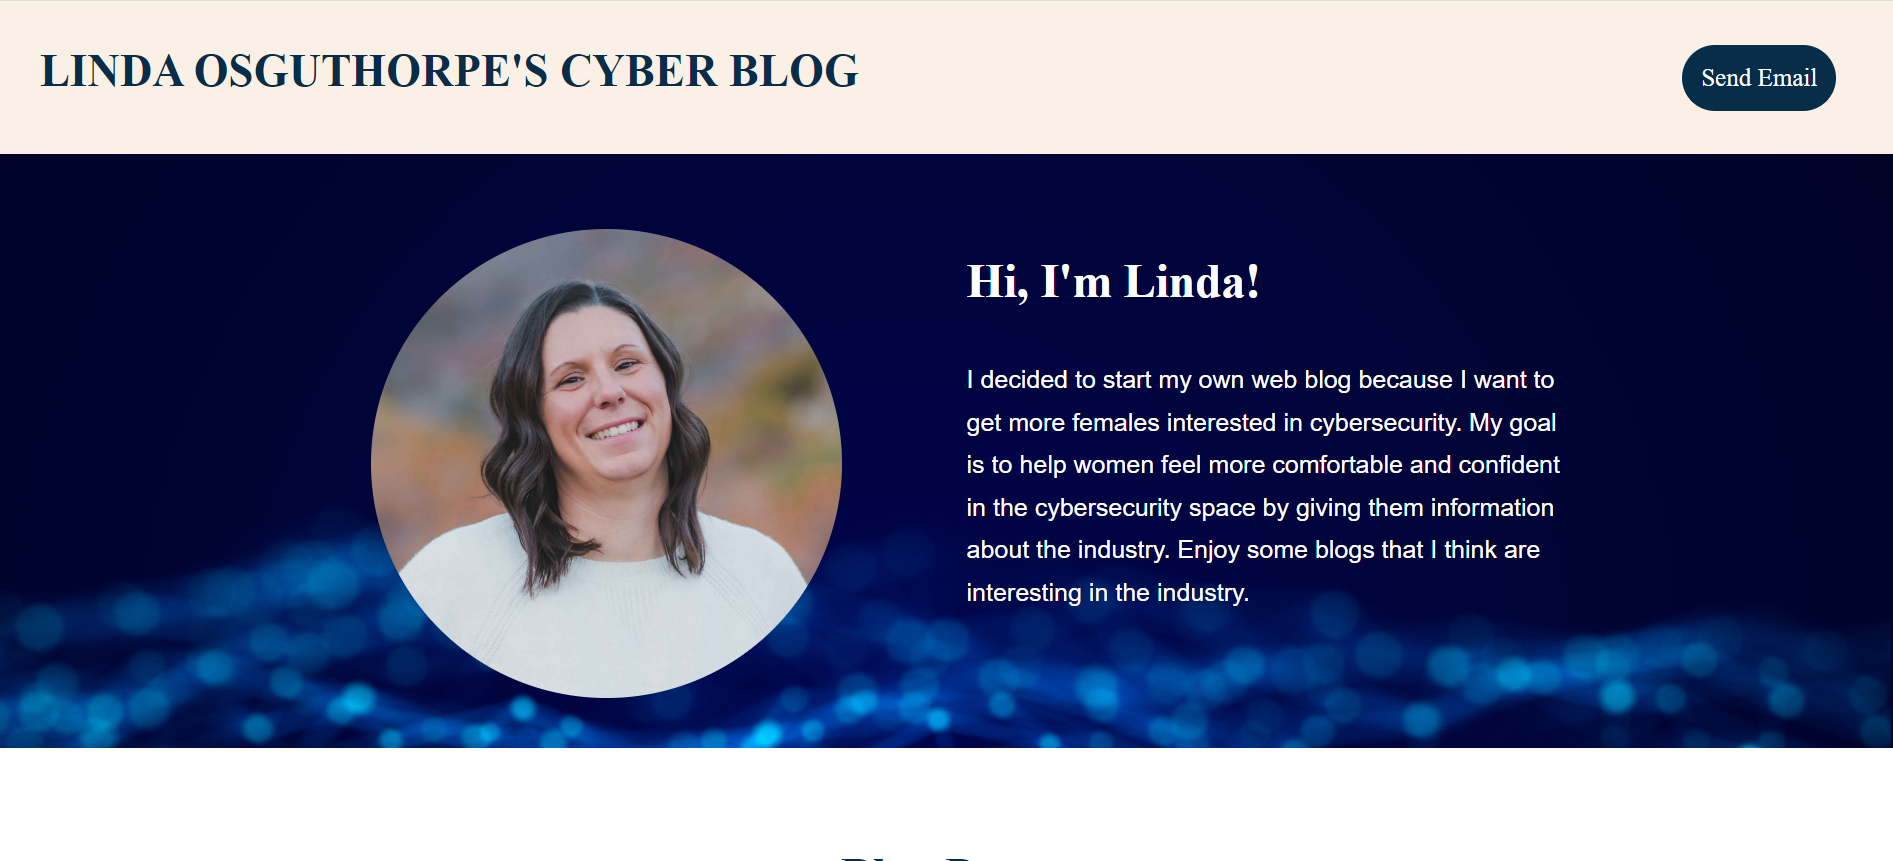 LINDA OSGUTHORPE'S CYBER BLOG
Send Email
Hi, I'm Linda!
I decided to start my own web blog because I want to
get more females interested in cybersecurity. My goal
is to help women feel more comfortable and confident
in the cybersecurity space by giving them information
about the industry. Enjoy some blogs that I think are
interesting in the industry.